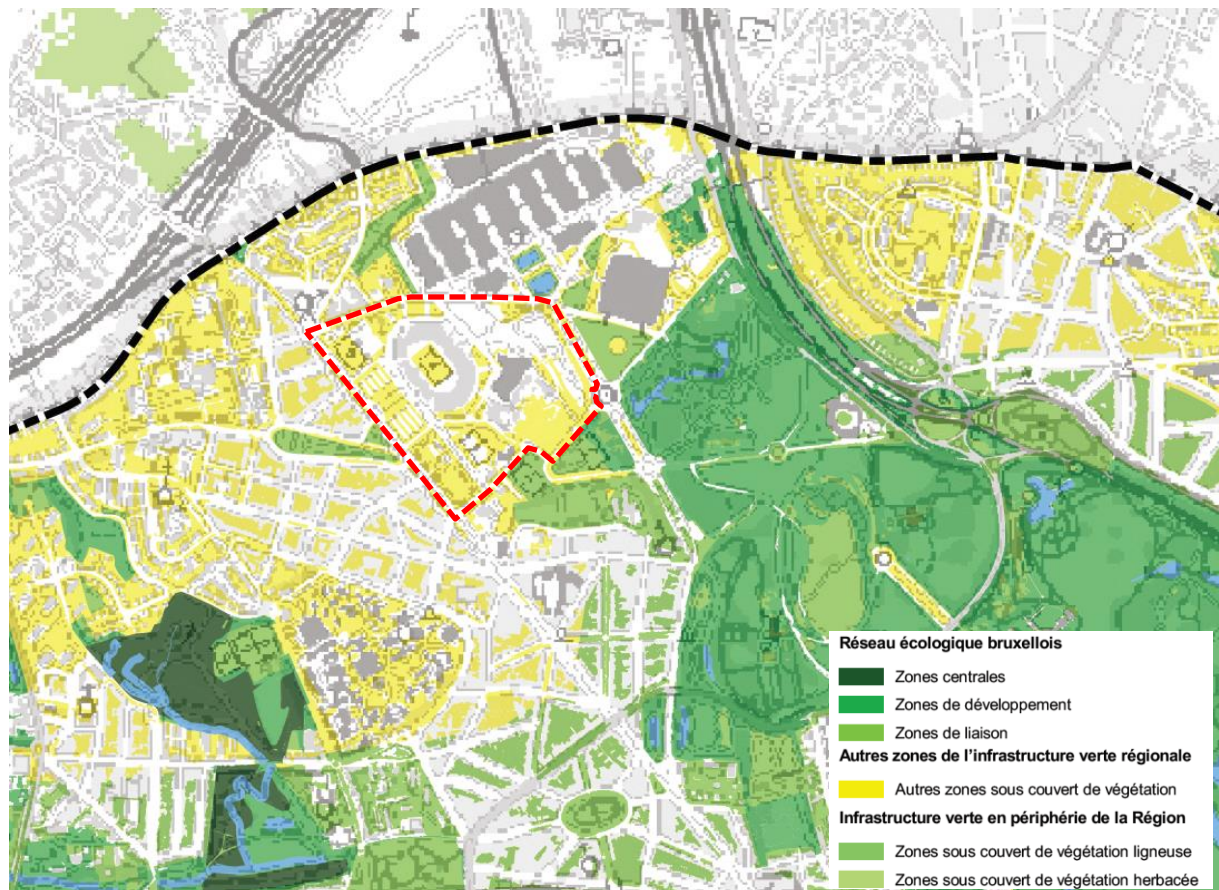 Réseau écologique bruxellois
Zones centrales
Zones de développement
Zones de liaison
Autres zones de l'infrastructure verte régionale
Autres zones sous couvert de végétation
Infrastructure verte en périphérie de la Région
Zones sous couvert de végétation ligneuse
Zones sous couvert de végétation herbacée